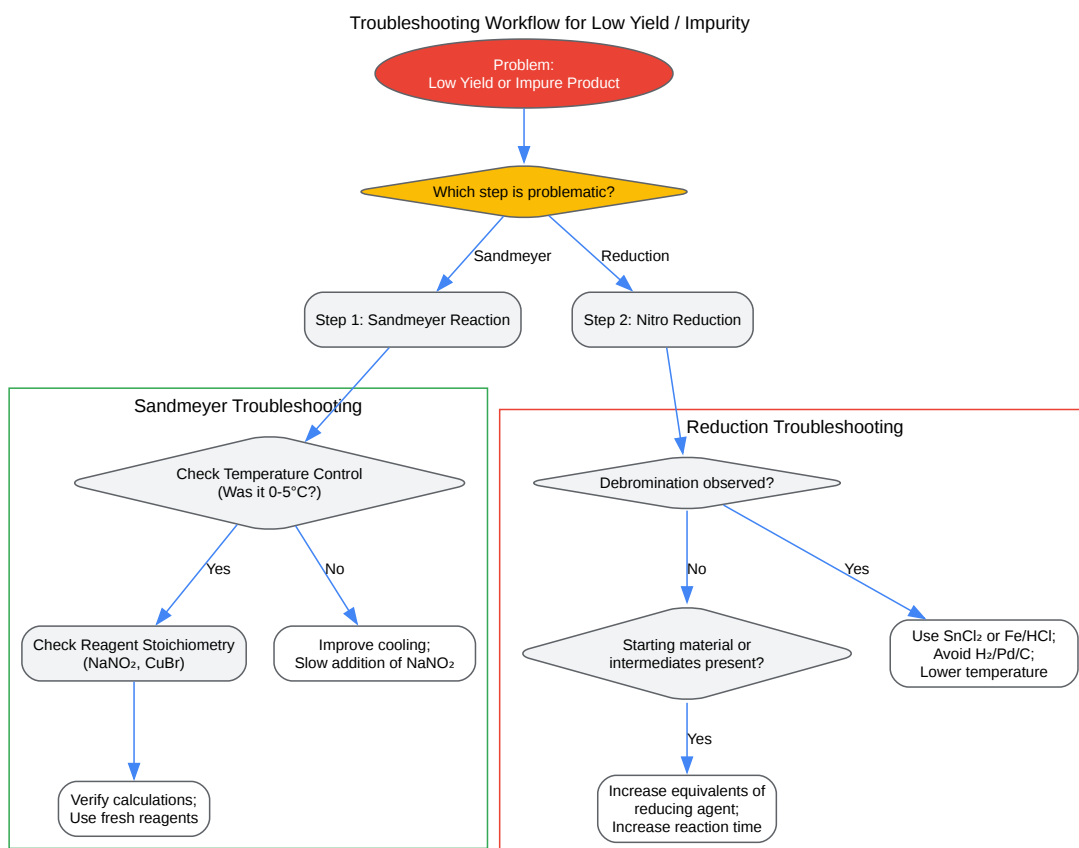 Troubleshooting Workflow for Low Yield / Impurity
Problem:
Low Yield or Impure Product
Which step is problematic?
Sandmeyer
Reduction
Step 1: Sandmeyer Reaction
Step 2: Nitro Reduction
Sandmeyer Troubleshooting
Check Temperature Control
(Was it 0-5°C?)
Yes
No
Check Reagent Stoichiometry
(NaNO₂, CuBr)
Improve cooling;
Slow addition of NaNO₂
Verify calculations;
Use fresh reagents
Reduction Troubleshooting
Debromination observed?
No
Yes
Starting material or
intermediates present?
Use SnCl₂ or Fe/HCl;
Avoid H₂/Pd/C;
Lower temperature
Yes
Increase equivalents of
reducing agent;
Increase reaction time